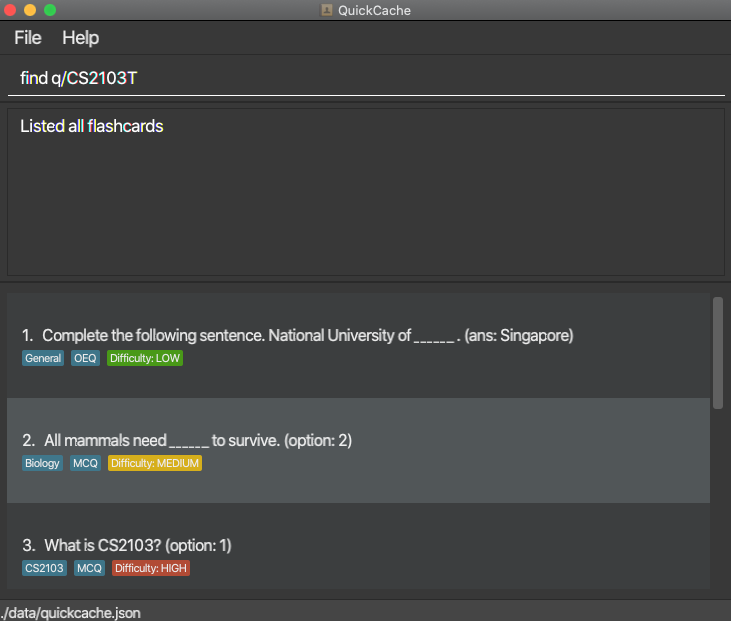 QuickCache
File Help
find q/CS2103T
Listed all flashcards
1. Complete the following sentence. National University of ______ . (ans: Singapore)
General OEQ Difficulty: LOW
2. All mammals need ______ to survive. (option: 2)
Biology MCQ Difficulty: MEDIUM
3. What is CS2103? (option: 1)
CS2103 MCQ Difficulty: HIGH
./data/quickcache.json